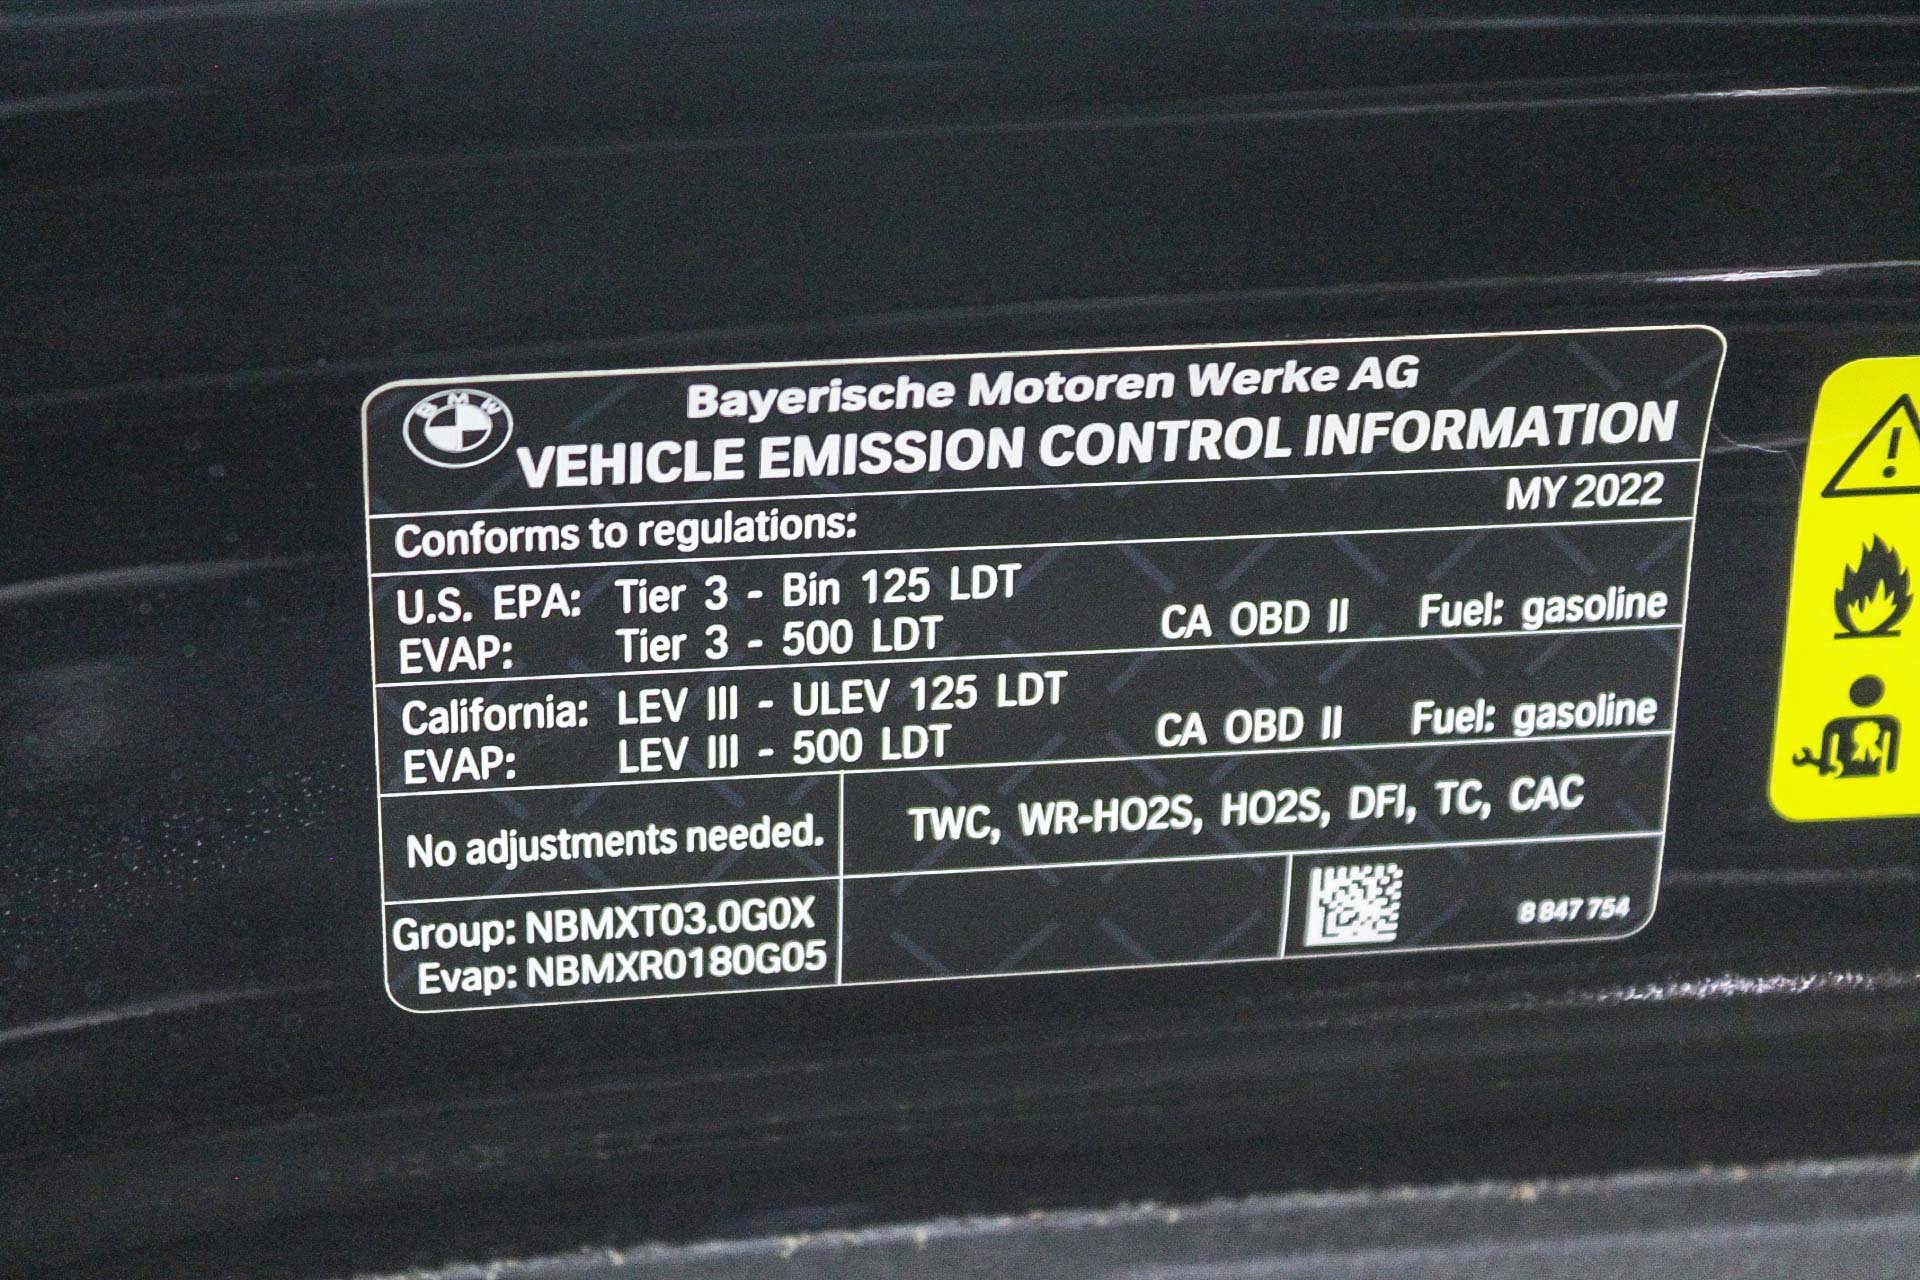 BMW
Bayerische Motoren Werke AG
VEHICLE EMISSION CONTROL INFORMATION
MY 2022
Conforms to regulations:
U.S. EPA: Tier 3 - Bin 125 LDT
EVAP: Tier 3 - 500 LDT CA OBD II Fuel: gasoline
California: LEV III - ULEV 125 LDT
EVAP: LEV III - 500 LDT CA OBD II Fuel: gasoline
No adjustments needed. TWC, WR-HO2S, HO2S, DFI, TC, CAC
Group: NBMXT03.0G0X
Evap: NBMXR0180G05
8 847 754